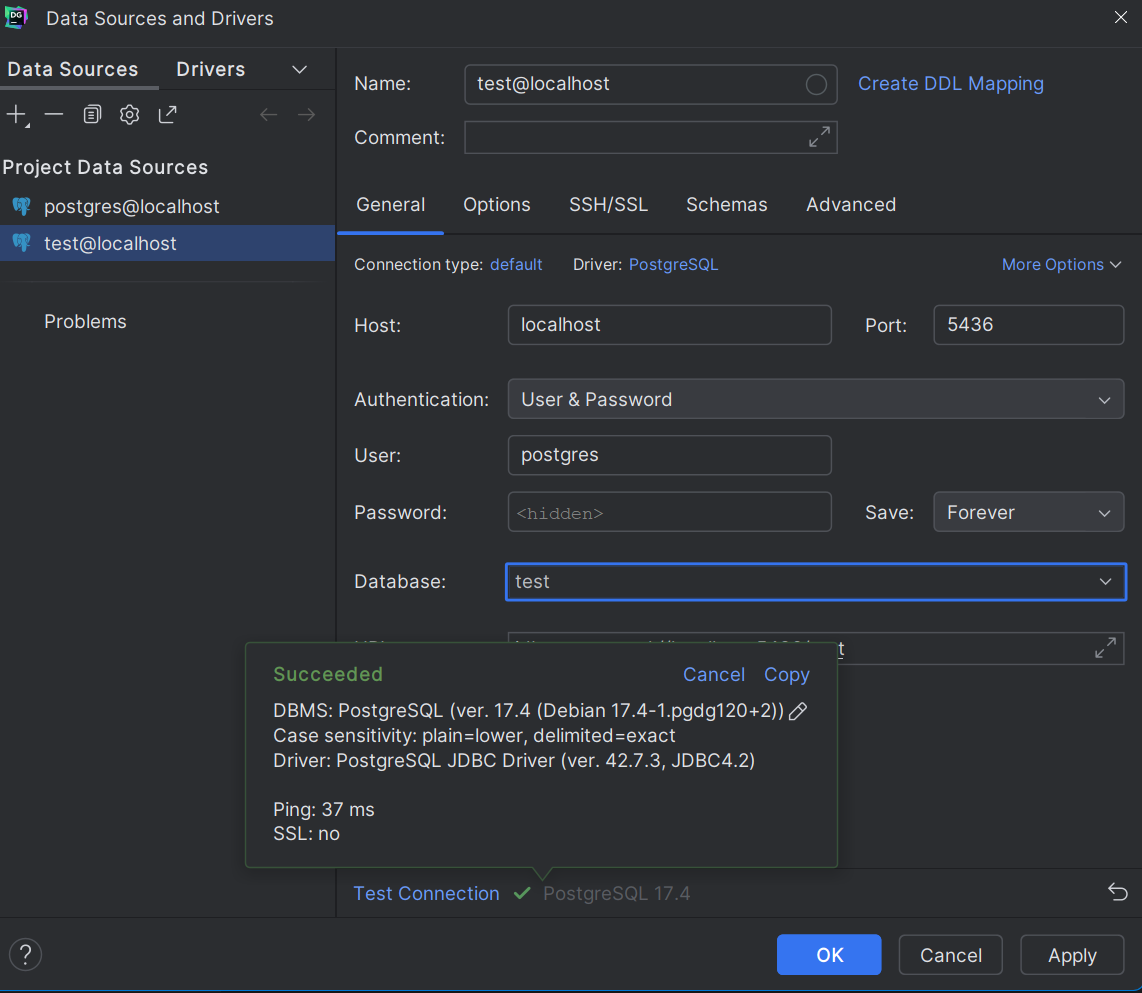 DG
Data Sources and Drivers
Data Sources
Drivers
Project Data Sources
postgres@localhost
test@localhost
Problems
Name:
test@localhost
Create DDL Mapping
Comment:
General
Options
SSH/SSL
Schemas
Advanced
Connection type: default
Driver: PostgreSQL
More Options
Host:
localhost
Port:
5436
Authentication:
User & Password
User:
postgres
Password:
<hidden>
Save:
Forever
Database:
test
Succeeded
Cancel
Copy
DBMS: PostgreSQL (ver. 17.4 (Debian 17.4-1.pgdg120+2))
Case sensitivity: plain=lower, delimited=exact
Driver: PostgreSQL JDBC Driver (ver. 42.7.3, JDBC4.2)
Ping: 37 ms
SSL: no
Test Connection
PostgreSQL 17.4
?
OK
Cancel
Apply